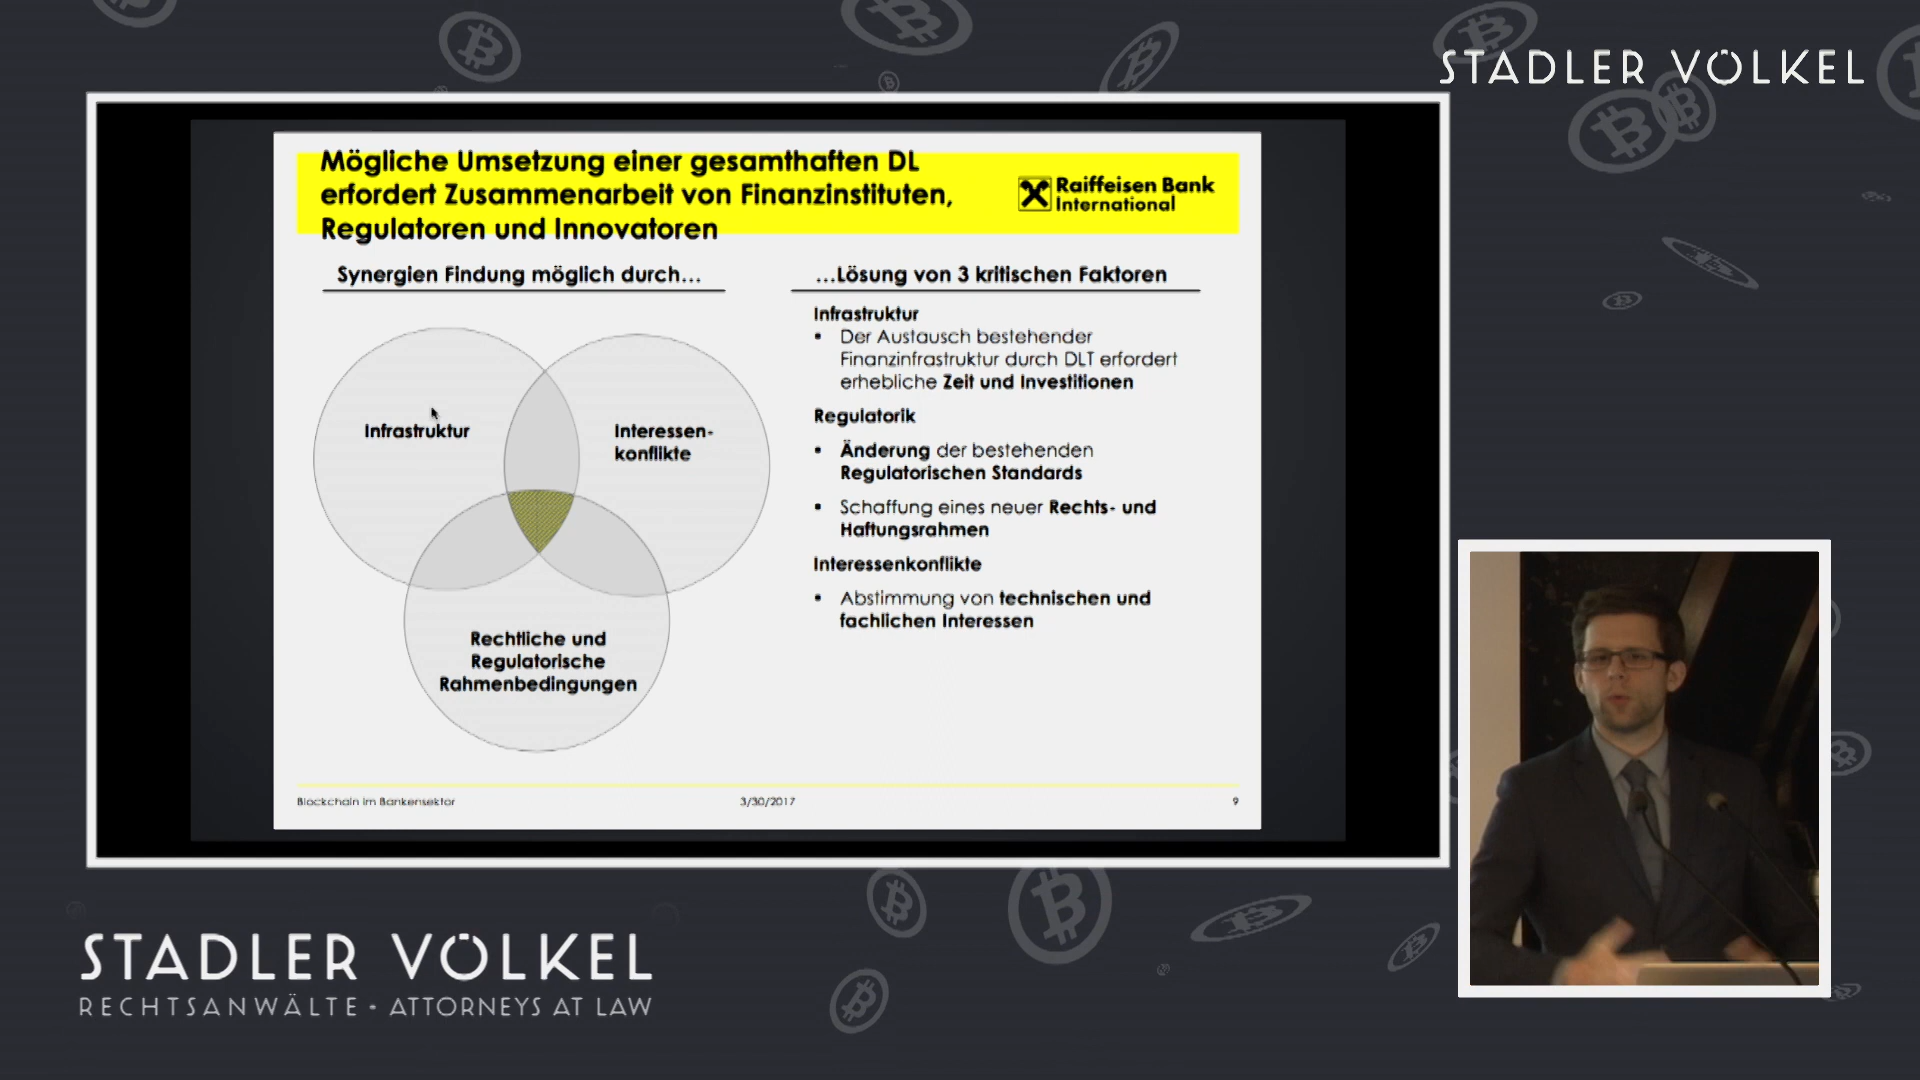 STADLER VÖLKEL
Mögliche Umsetzung einer gesamthaften DL
erfordert Zusammenarbeit von Finanzinstituten,
Regulatoren und Innovatoren
Raiffeisen Bank
International
Synergien Findung möglich durch...
Infrastruktur
Interessen-
konflikte
Rechtliche und
Regulatorische
Rahmenbedingungen
...Lösung von 3 kritischen Faktoren
Infrastruktur
• Der Austausch bestehender
Finanzinfrastruktur durch DLT erfordert
erhebliche Zeit und Investitionen
Regulatorik
• Änderung der bestehenden
Regulatorischen Standards
• Schaffung eines neuer Rechts- und
Haftungsrahmen
Interessenkonflikte
• Abstimmung von technischen und
fachlichen Interessen
Blockchain im Bankensektor
3/30/2017
9
STADLER VÖLKEL
RECHTSANWÄLTE • ATTORNEYS AT LAW